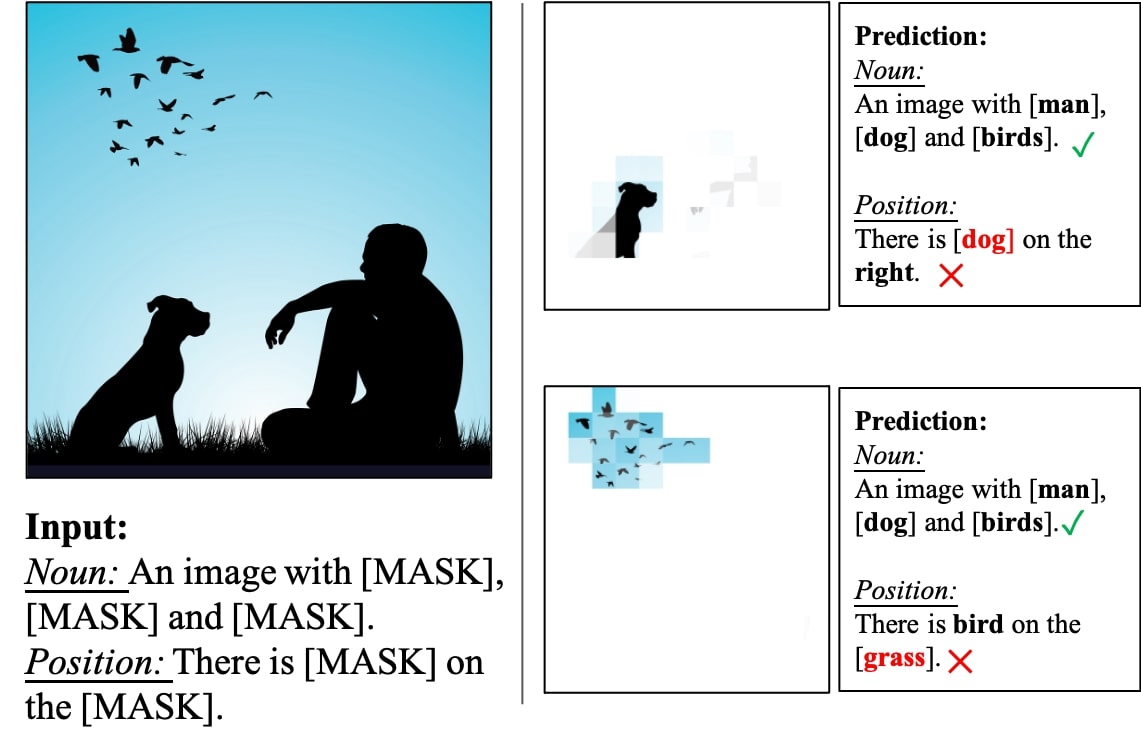 Input:
Noun: An image with [MASK],
[MASK] and [MASK].
Position: There is [MASK] on
the [MASK].
Prediction:
Noun:
An image with [man],
[dog] and [birds].
Position:
There is [dog] on the
right.
Prediction:
Noun:
An image with [man],
[dog] and [birds].
Position:
There is bird on the
[grass].